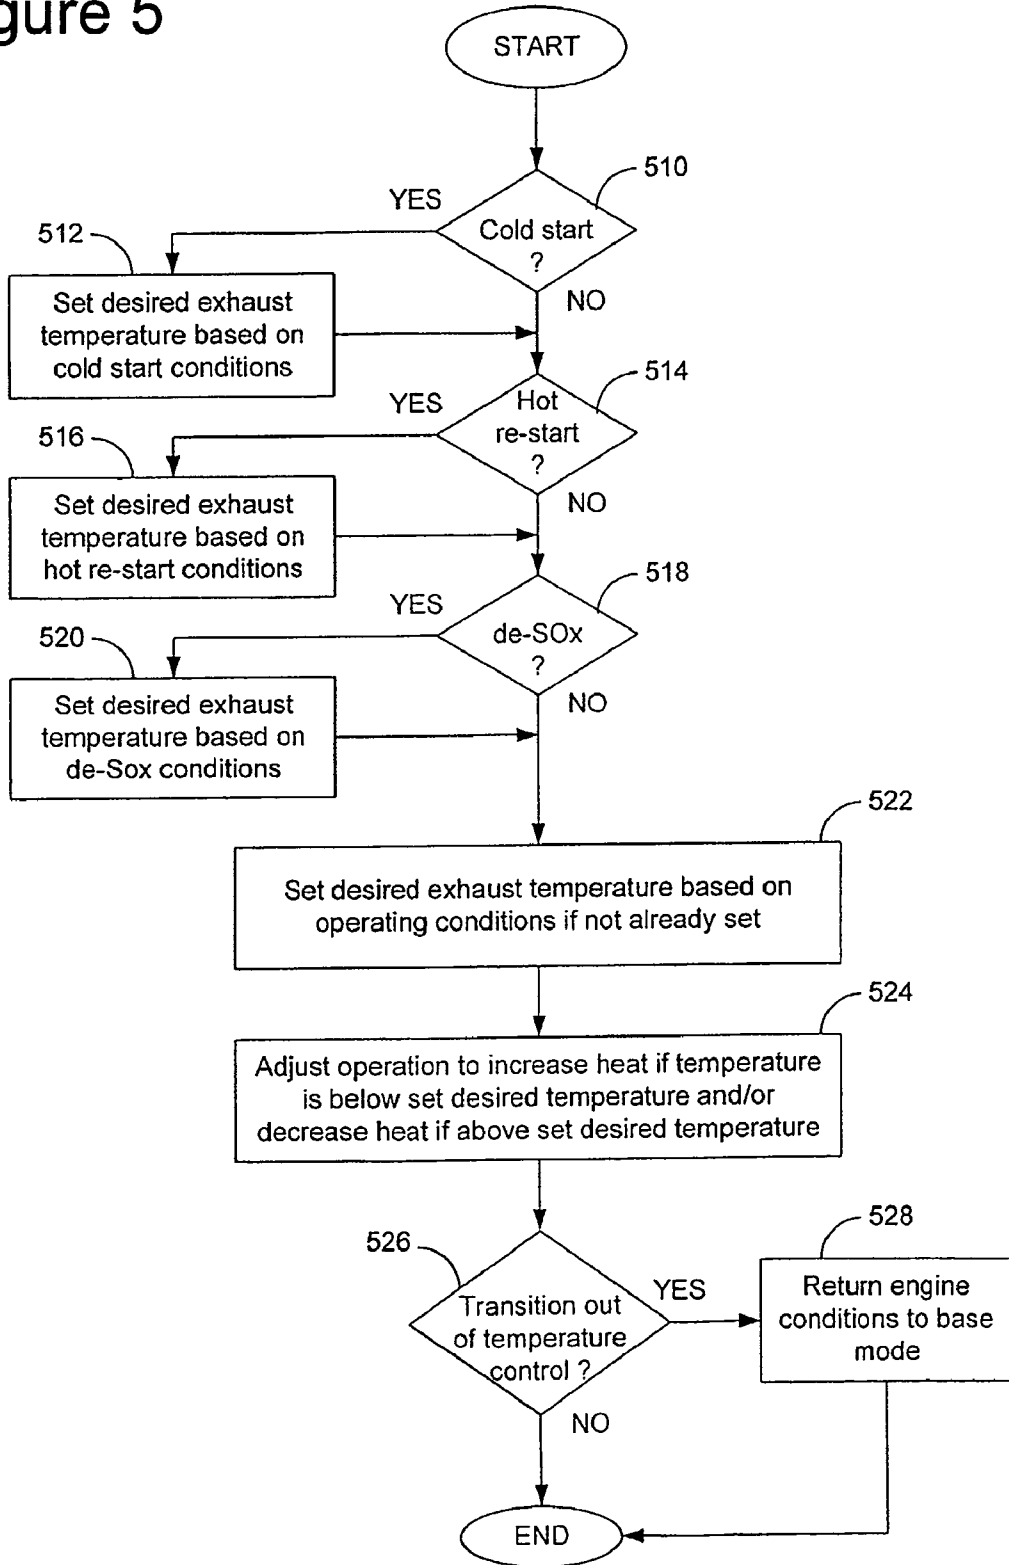 gure 5
START
510
YES
Cold start
?
512
NO
Set desired exhaust
temperature based on
cold start conditions
514
YES
Hot
re-start
?
516
NO
Set desired exhaust
temperature based on
hot re-start conditions
518
YES
de-SOx
?
520
NO
Set desired exhaust
temperature based on
de-Sox conditions
522
Set desired exhaust temperature based on
operating conditions if not already set
524
Adjust operation to increase heat if temperature
is below set desired temperature and/or
decrease heat if above set desired temperature
526
528
Transition out
of temperature
control ?
YES
Return engine
conditions to base
mode
NO
END